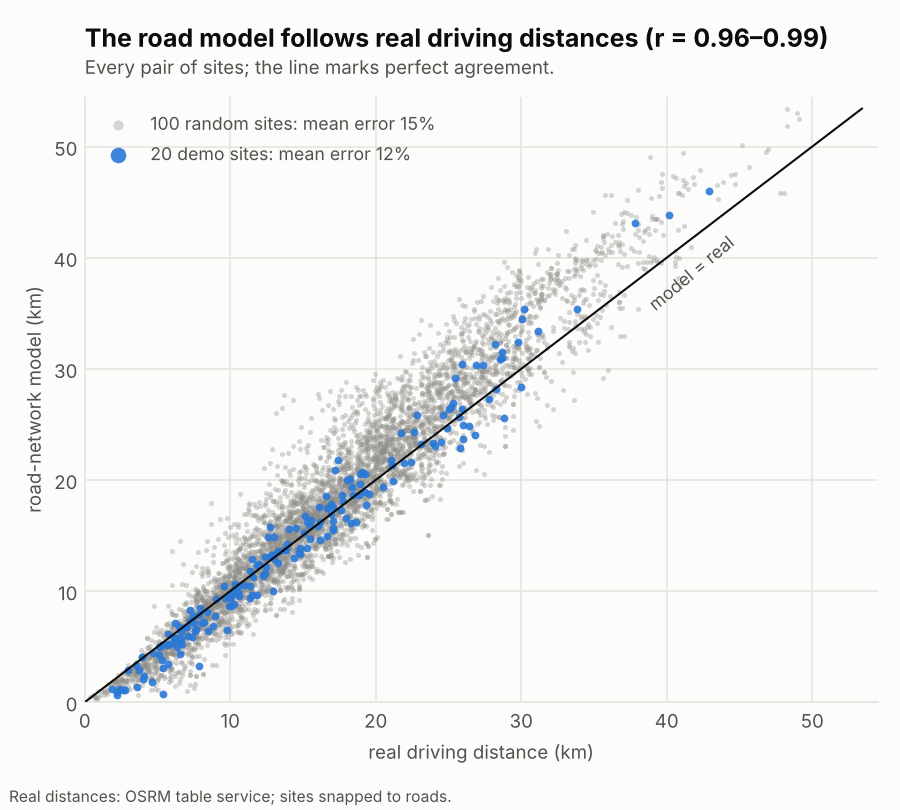 The road model follows real driving distances (r = 0.96–0.99)
Every pair of sites; the line marks perfect agreement.
100 random sites: mean error 15%
20 demo sites: mean error 12%
50
40
30
20
10
0
road-network model (km)
model = real
0 10 20 30 40 50
real driving distance (km)
Real distances: OSRM table service; sites snapped to roads.